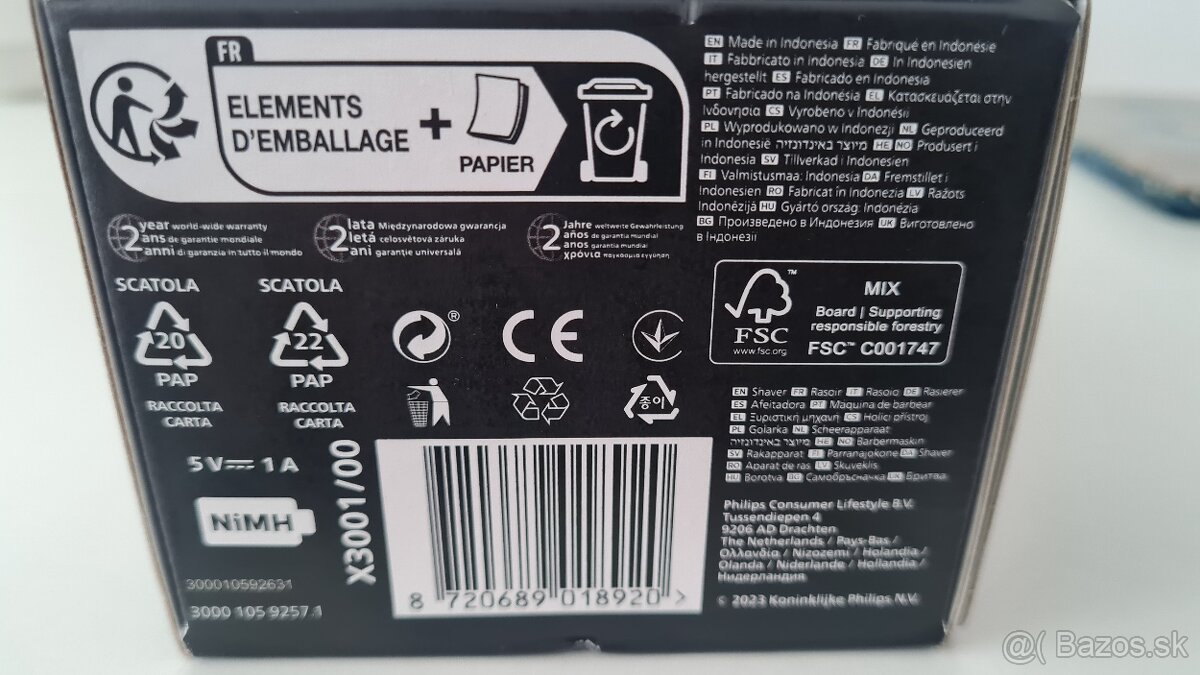 FR
ELEMENTS
D'EMBALLAGE
+
PAPIER
EN Made in Indonesia FR Fabriqué en Indonésie
IT Fabbricato in Indonesia DE In Indonesien
hergestellt ES Fabricado en Indonesia
PT Fabricado na Indonésia EL Κατασκευάζεται στην
Ινδονησία CS Vyrobeno v Indonésii
PL Wyprodukowano w Indonezji NL Geproduceerd
in Indonesië מיוצר באינדונזיה HE NO Produsert i
Indonesia SV Tillverkad i Indonesien
FI Valmistusmaa: Indonesia DA Fremstillet i
Indonesien RO Fabricat în Indonezia LV Ražots
Indonēzijā HU Gyártó ország: Indonézia
BG Произведено в Индонезия UK Виготовлено
в Індонезії
2 year world-wide warranty
ans de garantie mondiale
anni di garanzia in tutto il mondo
2 lata Międzynarodowa gwarancja
letá celosvětová záruka
ani garanţie universală
2 Jahre weltweite Gewährleistung
años de garantía mundial
anos garantia mundial
χρόνια παγκόσμια εγγύηση
SCATOLA
20
PAP
RACCOLTA
CARTA
SCATOLA
22
PAP
RACCOLTA
CARTA
®
CE
종이
FSC™
www.fsc.org
MIX
Board | Supporting
responsible forestry
FSC™ C001747
EN Shaver FR Rasoir IT Rasoio DE Rasierer
ES Afeitadora PT Máquina de barbear
EL Ξυριστική μηχανή CS Holicí přístroj
PL Golarka NL Scheerapparaat
מיוצר באינדונזיה HE NO Barbermaskin
SV Rakapparat FI Parranajokone DA Shaver
RO Aparat de ras LV Skuveklis
HU Borotva BG Самобръсначка UK Бритва
5V 1A
NiMH
X3001/00
300010592631
3000 105 9257.1
8 720689 018920 >
Philips Consumer Lifestyle B.V.
Tussendiepen 4
9206 AD Drachten
The Netherlands / Pays-Bas /
Ολλανδία / Nizozemí / Holandia /
Olanda / Nīderlande / Hollandia /
Нидерландия
© 2023 Koninklijke Philips N.V.
@( Bazos.sk